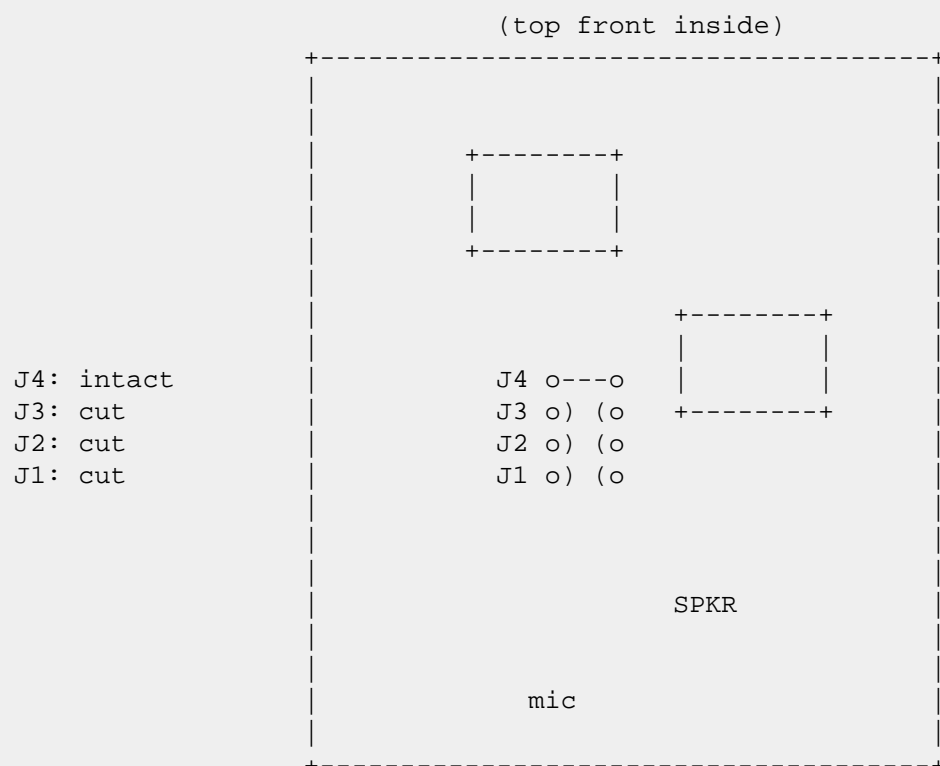 (top front inside)
J4: intact J4 o---o
J3: cut J3 o) (o
J2: cut J2 o) (o
J1: cut J1 o) (o
SPKR
mic